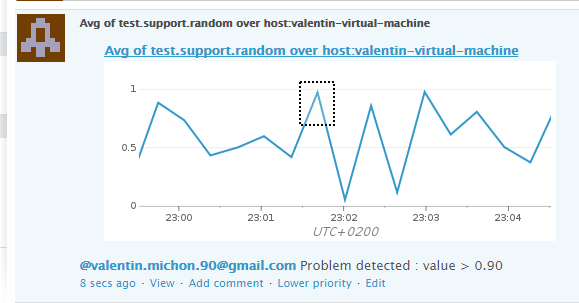 Avg of test.support.random over host:valentin-virtual-machine
Avg of test.support.random over host:valentin-virtual-machine
1
0.5
0
23:00 23:01 23:02 23:03 23:04
UTC+0200
@valentin.michon.90@gmail.com Problem detected : value > 0.90
8 secs ago · View · Add comment · Lower priority · Edit